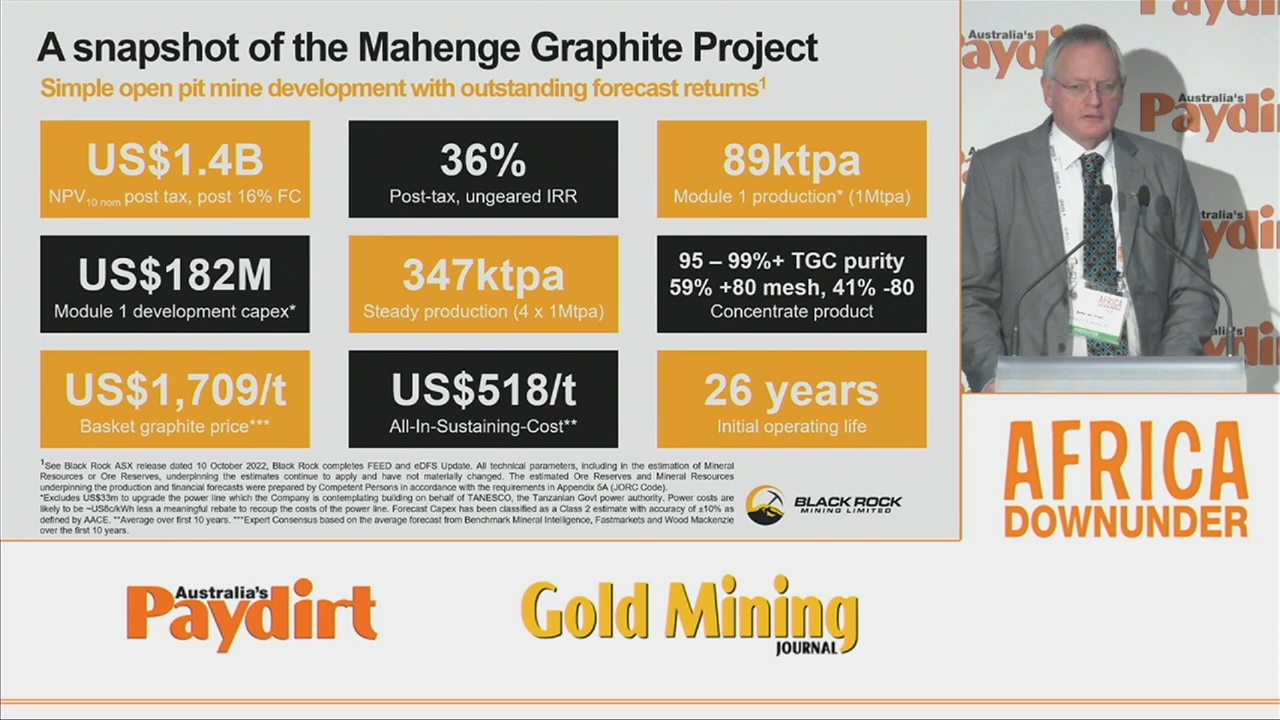 A snapshot of the Mahenge Graphite Project
Simple open pit mine development with outstanding forecast returns1
US$1.4B
NPV10 nom post tax, post 16% FC
36%
Post-tax, ungeared IRR
89ktpa
Module 1 production* (1Mtpa)
US$182M
Module 1 development capex*
347ktpa
Steady production (4 x 1Mtpa)
95 – 99%+ TGC purity
59% +80 mesh, 41% -80
Concentrate product
US$1,709/t
Basket graphite price***
US$518/t
All-In-Sustaining-Cost**
26 years
Initial operating life
1See Black Rock ASX release dated 10 October 2022, Black Rock completes FEED and eDFS Update. All technical parameters, including in the estimation of Mineral
Resources or Ore Reserves, underpinning the estimates continue to apply and have not materially changed. The estimated Ore Reserves and Mineral Resources
underpinning the production and financial forecasts were prepared by Competent Persons in accordance with the requirements in Appendix 5A (JORC Code).
*Excludes US$33m to upgrade the power line which the Company is contemplating building on behalf of TANESCO, the Tanzanian Govt power authority. Power costs are
likely to be ~US8c/kWh less a meaningful rebate to recoup the costs of the power line. Forecast Capex has been classified as a Class 2 estimate with accuracy of ±10% as
defined by AACE. **Average over first 10 years. ***Expert Consensus based on the average forecast from Benchmark Mineral Intelligence, Fastmarkets and Wood Mackenzie
over the first 10 years.
BLACK ROCK
MINING LIMITED
Australia's
Paydi
Australia's
Paydi
AFRICA
AFRICA
DOWNUNDER
Australia's
Paydirt
Gold Mining
JOURNAL